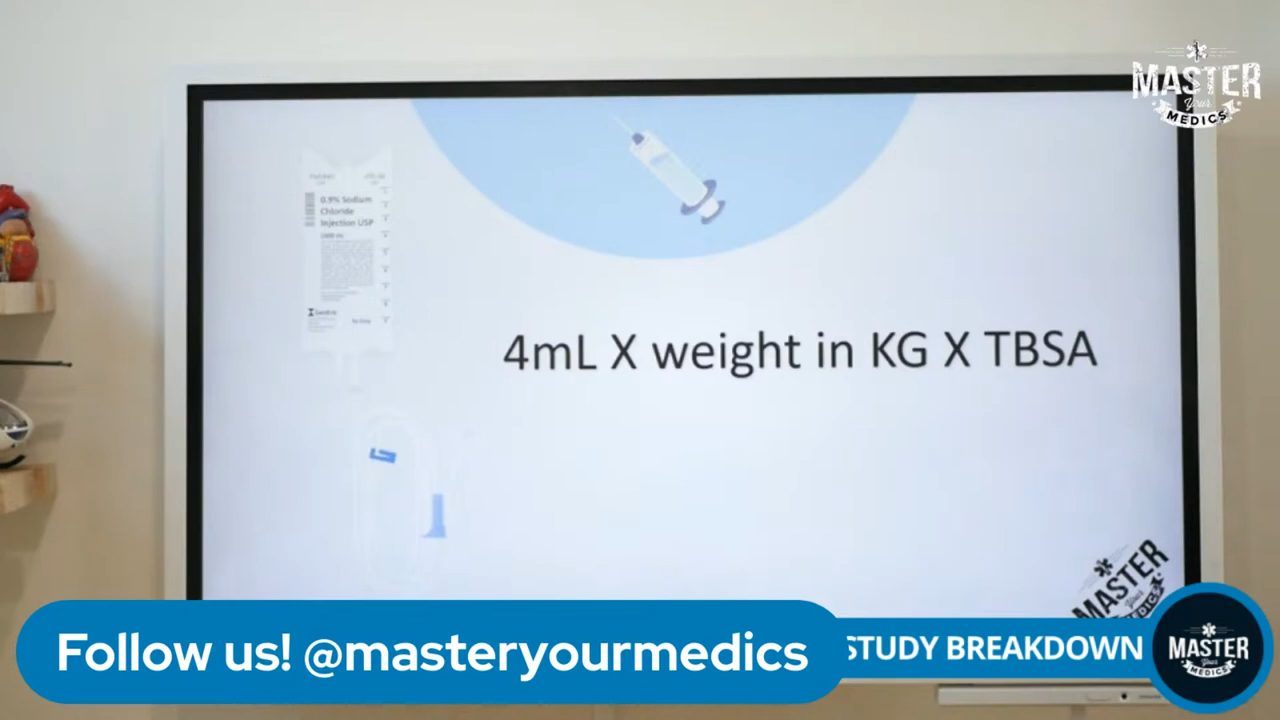 MASTER
Your
MEDICS
0.9% Sodium
Chloride
Injection USP
4mL X weight in KG X TBSA
MASTER
Your
MEDICS
Follow us! @masteryourmedics
STUDY BREAKDOWN
MASTER
Your
MEDICS